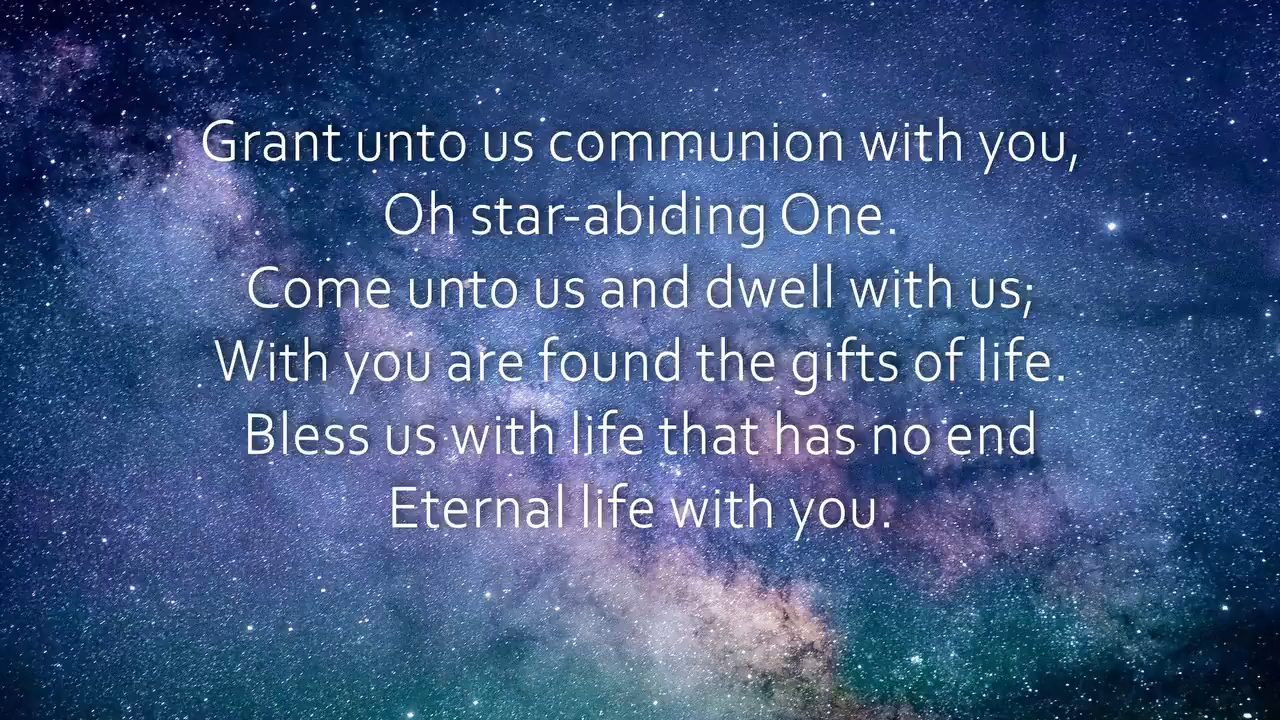 Grant unto us communion with you,
Oh star-abiding One.
Come unto us and dwell with us;
With you are found the gifts of life.
Bless us with life that has no end
Eternal life with you.